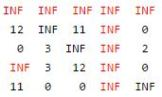 INF INF INF INF INF
12 INF 11 INF 0
0 3 INF INF 2
INF 3 12 INF 0
11 0 0 INF INF